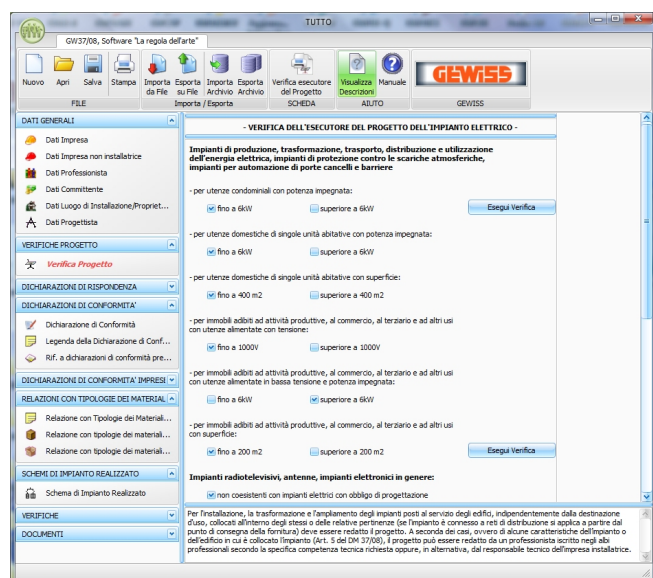 TUTTO
GW37/08, Software "La regola dell'arte"
Nuovo
Apri
Salva
Stampa
Importa da File
Esporta su File
Importa Archivio
Esporta Archivio
Verifica esecutore del Progetto
Visualizza Descrizioni
Manuale
GEWISS
FILE
Importa / Esporta
SCHEDA
AIUTO
GEWISS
DATI GENERALI
Dati Impresa
Dati Impresa non installatrice
Dati Professionista
Dati Committente
Dati Luogo di Installazione/Propriet...
Dati Progettista
VERIFICHE PROGETTO
Verifica Progetto
DICHIARAZIONI DI RISPONDENZA
DICHIARAZIONI DI CONFORMITA'
Dichiarazione di Conformità
Legenda della Dichiarazione di Conf...
Rif. a dichiarazioni di conformità pre...
DICHIARAZIONI DI CONFORMITA' IMPRESE
RELAZIONI CON TIPOLOGIE DEI MATERIAL
Relazione con Tipologie dei Materiali...
Relazione con tipologie dei materiali...
Relazione con tipologie dei materiali...
SCHEMI DI IMPIANTO REALIZZATO
Schema di Impianto Realizzato
VERIFICHE
DOCUMENTI
- VERIFICA DELL'ESECUTORE DEL PROGETTO DELL'IMPIANTO ELETTRICO -
Impianti di produzione, trasformazione, trasporto, distribuzione e utilizzazione
dell'energia elettrica, impianti di protezione contro le scariche atmosferiche,
impianti per automazione di porte cancelli e barriere
- per utenze condominiali con potenza impegnata:
fino a 6kW
superiore a 6kW
Esegui Verifica
- per utenze domestiche di singole unità abitative con potenza impegnata:
fino a 6kW
superiore a 6kW
- per utenze domestiche di singole unità abitative con superficie:
fino a 400 m2
superiore a 400 m2
- per immobili adibiti ad attività produttive, al commercio, al terziario e ad altri usi
con utenze alimentate con tensione:
fino a 1000V
superiore a 1000V
- per immobili adibiti ad attività produttive, al commercio, al terziario e ad altri usi
con utenze alimentate in bassa tensione e potenza impegnata:
fino a 6kW
superiore a 6kW
- per immobili adibiti ad attività produttive, al commercio, al terziario e ad altri usi
con superficie:
fino a 200 m2
superiore a 200 m2
Esegui Verifica
Impianti radiotelevisivi, antenne, impianti elettronici in genere:
non coesistenti con impianti elettrici con obbligo di progettazione
Per l'installazione, la trasformazione e l'ampliamento degli impianti posti al servizio degli edifici, indipendentemente dalla destinazione
d'uso, collocati all'interno degli stessi o delle relative pertinenze (se l'impianto è connesso a reti di distribuzione si applica a partire dal
punto di consegna della fornitura) deve essere redatto il progetto. A seconda dei casi, ovvero di alcune caratteristiche dell'impianto o
dell'edificio in cui è collocato l'impianto (Art. 5 del DM 37/08), il progetto può essere redatto da un professionista iscritto negli albi
professionali secondo la specifica competenza tecnica richiesta oppure, in alternativa, dal responsabile tecnico dell'impresa installatrice.